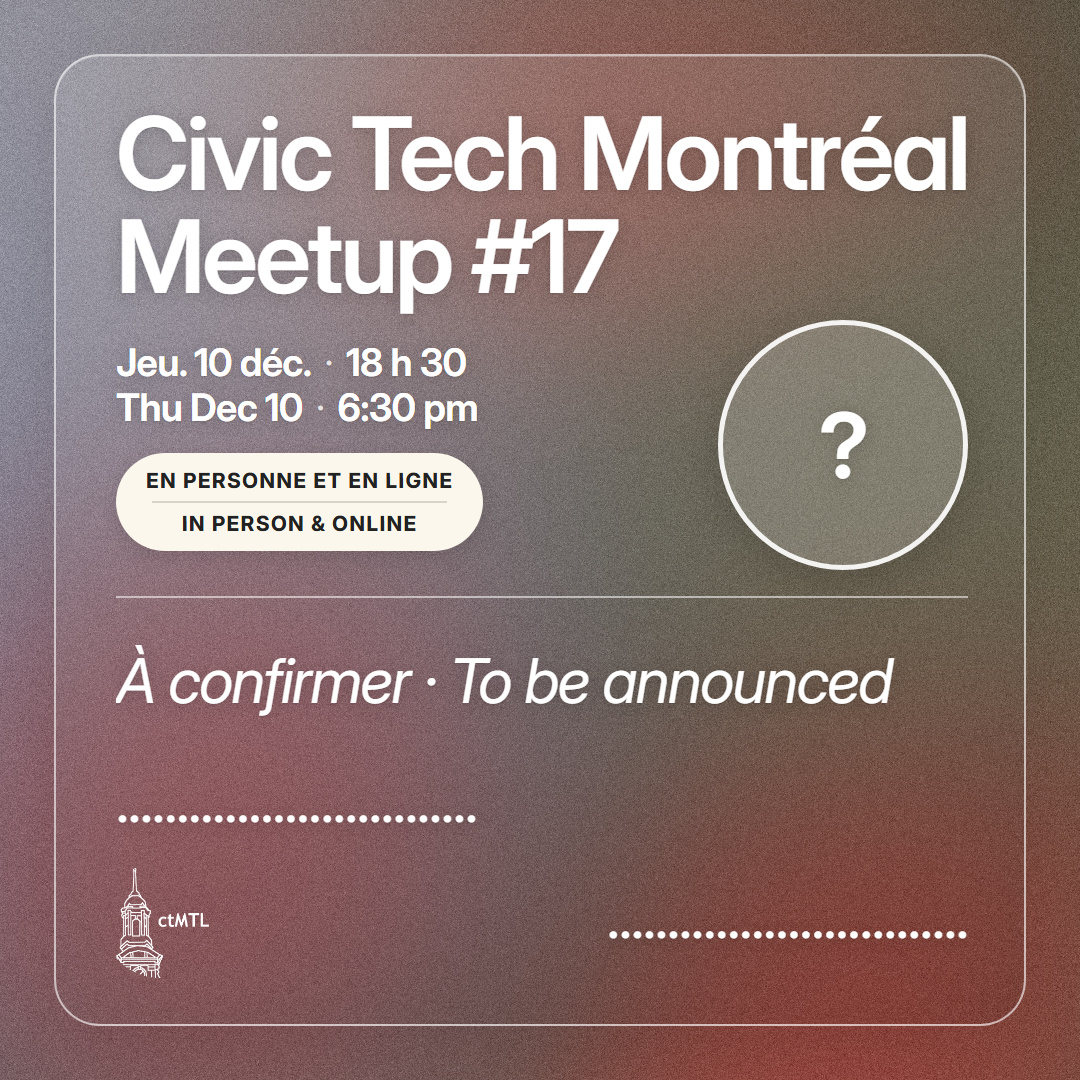 Civic Tech Montréal
Meetup #17
Jeu. 10 déc. · 18 h 30
Thu Dec 10 · 6:30 pm
EN PERSONNE ET EN LIGNE
IN PERSON & ONLINE
?
À confirmer · To be announced
ctMTL